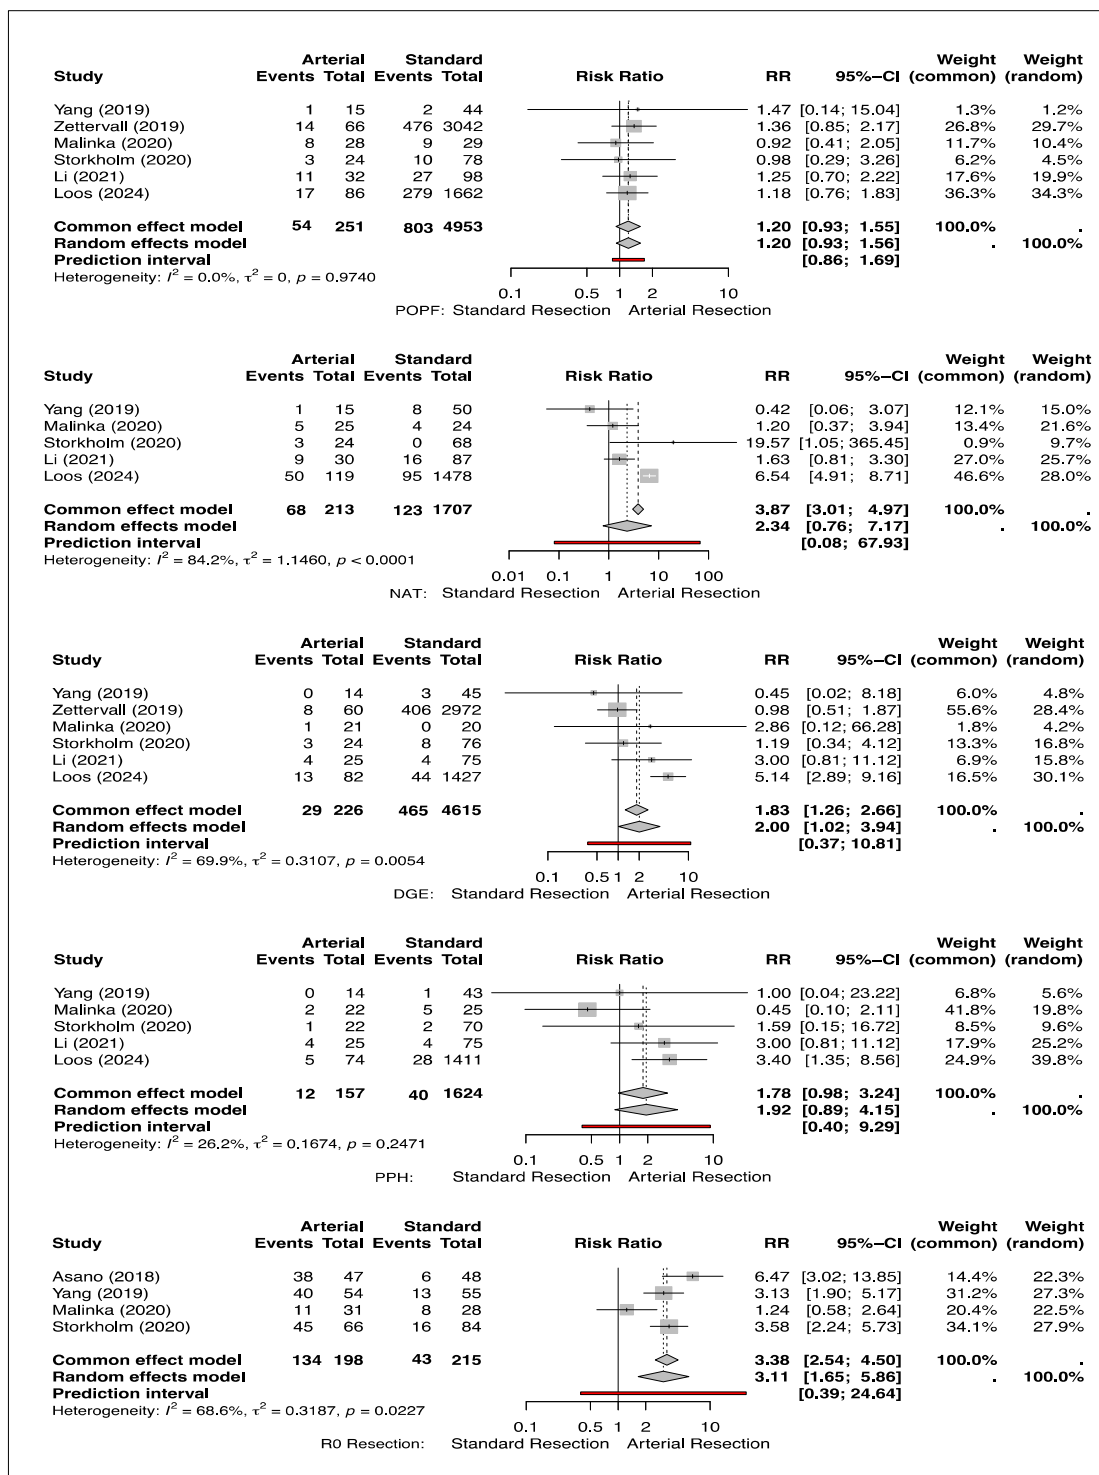 Arterial Standard Weight Weight
Study Events Total Events Total Risk Ratio RR 95%−CI (common) (random)
Yang (2019) 1 15 2 44 1.47 [0.14; 15.04] 1.3% 1.2%
Zettervall (2019) 14 66 476 3042 1.36 [0.85; 2.17] 26.8% 29.7%
Malinka (2020) 8 28 9 29 0.92 [0.41; 2.05] 11.7% 10.4%
Storkholm (2020) 3 24 10 78 0.98 [0.29; 3.26] 6.2% 4.5%
Li (2021) 11 32 27 98 1.25 [0.70; 2.22] 17.6% 19.9%
Loos (2024) 17 86 279 1662 1.18 [0.76; 1.83] 36.3% 34.3%
Common effect model 54 251 803 4953 1.20 [0.93; 1.55] 100.0% .
Random effects model 1.20 [0.93; 1.56] . 100.0%
Prediction interval [0.86; 1.69]
Heterogeneity: I² = 0.0%, τ² = 0, p = 0.9740
0.1 0.5 1 2 10
POPF: Standard Resection Arterial Resection
Arterial Standard Weight Weight
Study Events Total Events Total Risk Ratio RR 95%−CI (common) (random)
Yang (2019) 1 15 8 50 0.42 [0.06; 3.07] 12.1% 15.0%
Malinka (2020) 5 25 4 24 1.20 [0.37; 3.94] 13.4% 21.6%
Storkholm (2020) 3 24 0 68 19.57 [1.05; 365.45] 0.9% 9.7%
Li (2021) 9 30 16 87 1.63 [0.81; 3.30] 27.0% 25.7%
Loos (2024) 50 119 95 1478 6.54 [4.91; 8.71] 46.6% 28.0%
Common effect model 68 213 123 1707 3.87 [3.01; 4.97] 100.0% .
Random effects model 2.34 [0.76; 7.17] . 100.0%
Prediction interval [0.08; 67.93]
Heterogeneity: I² = 84.2%, τ² = 1.1460, p < 0.0001
0.01 0.1 1 10 100
NAT: Standard Resection Arterial Resection
Arterial Standard Weight Weight
Study Events Total Events Total Risk Ratio RR 95%−CI (common) (random)
Yang (2019) 0 14 3 45 0.45 [0.02; 8.18] 6.0% 4.8%
Zettervall (2019) 8 60 406 2972 0.98 [0.51; 1.87] 55.6% 28.4%
Malinka (2020) 1 21 0 20 2.86 [0.12; 66.28] 1.8% 4.2%
Storkholm (2020) 3 24 8 76 1.19 [0.34; 4.12] 13.3% 16.8%
Li (2021) 4 25 4 75 3.00 [0.81; 11.12] 6.9% 15.8%
Loos (2024) 13 82 44 1427 5.14 [2.89; 9.16] 16.5% 30.1%
Common effect model 29 226 465 4615 1.83 [1.26; 2.66] 100.0% .
Random effects model 2.00 [1.02; 3.94] . 100.0%
Prediction interval [0.37; 10.81]
Heterogeneity: I² = 69.9%, τ² = 0.3107, p = 0.0054
0.1 0.5 1 2 10
DGE: Standard Resection Arterial Resection
Arterial Standard Weight Weight
Study Events Total Events Total Risk Ratio RR 95%−CI (common) (random)
Yang (2019) 0 14 1 43 1.00 [0.04; 23.22] 6.8% 5.6%
Malinka (2020) 2 22 5 25 0.45 [0.10; 2.11] 41.8% 19.8%
Storkholm (2020) 1 22 2 70 1.59 [0.15; 16.72] 8.5% 9.6%
Li (2021) 4 25 4 75 3.00 [0.81; 11.12] 17.9% 25.2%
Loos (2024) 5 74 28 1411 3.40 [1.35; 8.56] 24.9% 39.8%
Common effect model 12 157 40 1624 1.78 [0.98; 3.24] 100.0% .
Random effects model 1.92 [0.89; 4.15] . 100.0%
Prediction interval [0.40; 9.29]
Heterogeneity: I² = 26.2%, τ² = 0.1674, p = 0.2471
0.1 0.5 1 2 10
PPH: Standard Resection Arterial Resection
Arterial Standard Weight Weight
Study Events Total Events Total Risk Ratio RR 95%−CI (common) (random)
Asano (2018) 38 47 6 48 6.47 [3.02; 13.85] 14.4% 22.3%
Yang (2019) 40 54 13 55 3.13 [1.90; 5.17] 31.2% 27.3%
Malinka (2020) 11 31 8 28 1.24 [0.58; 2.64] 20.4% 22.5%
Storkholm (2020) 45 66 16 84 3.58 [2.24; 5.73] 34.1% 27.9%
Common effect model 134 198 43 215 3.38 [2.54; 4.50] 100.0% .
Random effects model 3.11 [1.65; 5.86] . 100.0%
Prediction interval [0.39; 24.64]
Heterogeneity: I² = 68.6%, τ² = 0.3187, p = 0.0227
0.1 0.5 1 2 10
R0 Resection: Standard Resection Arterial Resection